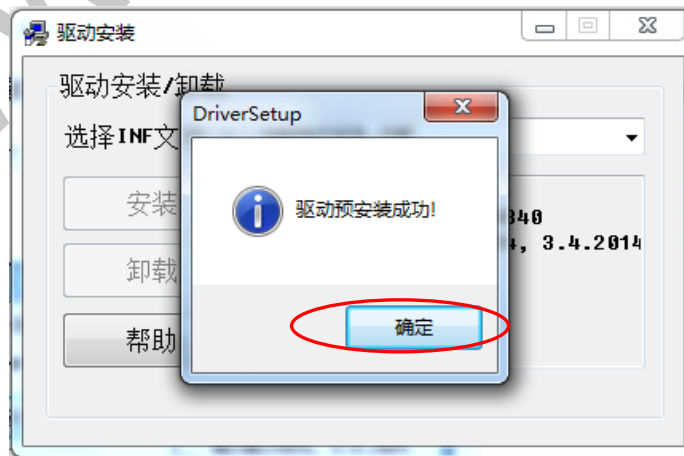 驱动安装
驱动安装/卸载
选择INF文
DriverSetup
安装
驱动预安装成功!
340
, 3.4.2014
卸载
确定
帮助